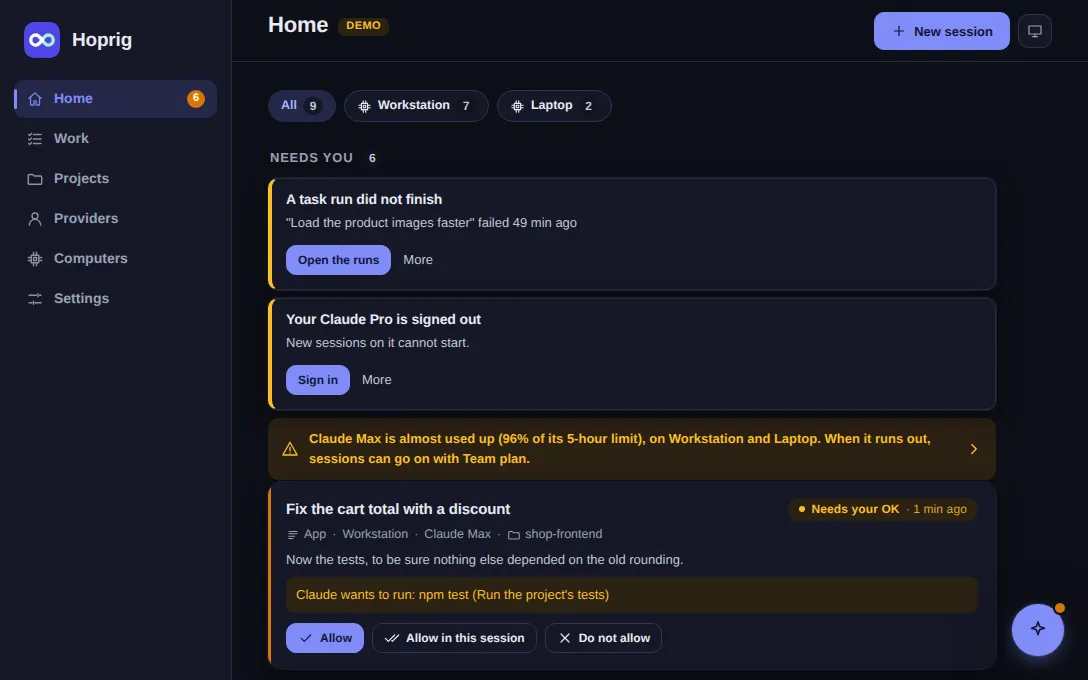 Hoprig
Home 6
Work
Projects
Providers
Computers
Settings
Home DEMO
New session
All 9 Workstation 7 Laptop 2
NEEDS YOU 6
A task run did not finish
"Load the product images faster" failed 49 min ago
Open the runs More
Your Claude Pro is signed out
New sessions on it cannot start.
Sign in More
Claude Max is almost used up (96% of its 5-hour limit), on Workstation and Laptop. When it runs out,
sessions can go on with Team plan.
Fix the cart total with a discount Needs your OK · 1 min ago
App · Workstation · Claude Max · shop-frontend
Now the tests, to be sure nothing else depended on the old rounding.
Claude wants to run: npm test (Run the project's tests)
Allow Allow in this session Do not allow